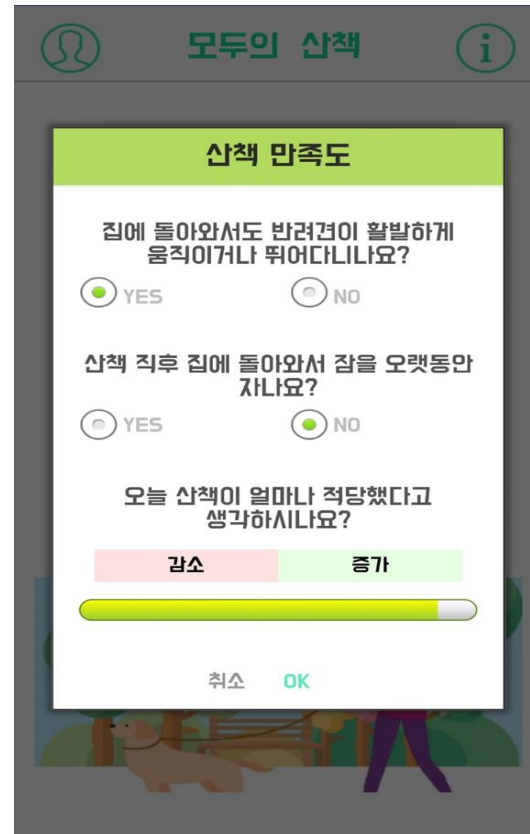 모두의 산책
i
산책 만족도
집에 돌아와서도 반려견이 활발하게
움직이거나 뛰어다니나요?
YES NO
산책 직후 집에 돌아와서 잠을 오랫동안
자나요?
YES NO
오늘 산책이 얼마나 적당했다고
생각하시나요?
감소 증가
취소 OK